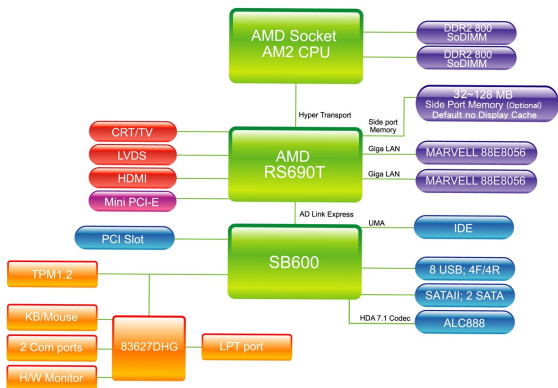 AMD Socket
AM2 CPU
DDR2 800
SoDIMM
DDR2 800
SoDIMM
Hyper Transport
Side port
Memory
32~128 MB
Side Port Memory (Optional)
Default no Display Cache
CRT/TV
LVDS
HDMI
Mini PCI-E
AMD
RS690T
Giga LAN
MARVELL 88E8056
Giga LAN
MARVELL 88E8056
AD Link Express
UMA
IDE
PCI Slot
SB600
8 USB; 4F/4R
SATAII; 2 SATA
HDA 7.1 Codec
ALC888
TPM1.2
KB/Mouse
2 Com ports
H/W Monitor
83627DHG
LPT port